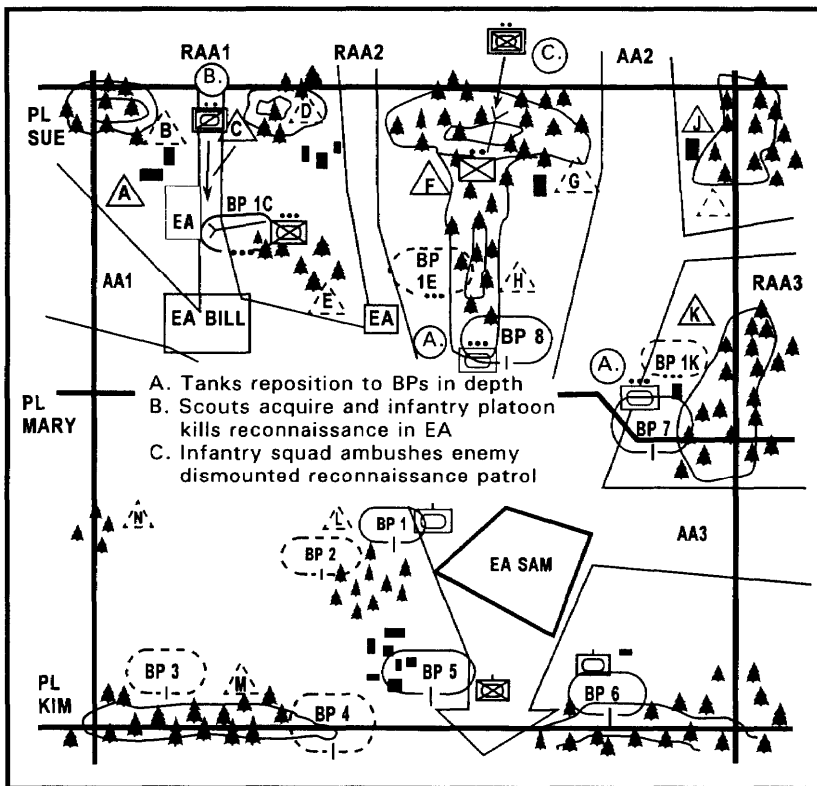 RAA1 RAA2 C. AA2
B.
PL SUE
B C D J
A F G
EA BP 1C
AA1 BP 1E H RAA3
E K
EA BILL EA A. BP 8 A. BP 1K
A. Tanks reposition to BPs in depth
B. Scouts acquire and infantry platoon
kills reconnaissance in EA
C. Infantry squad ambushes enemy
dismounted reconnaissance patrol
PL MARY
BP 7
N L BP 1
BP 2 EA SAM AA3
BP 3 M BP 5 BP 6
PL KIM
BP 4